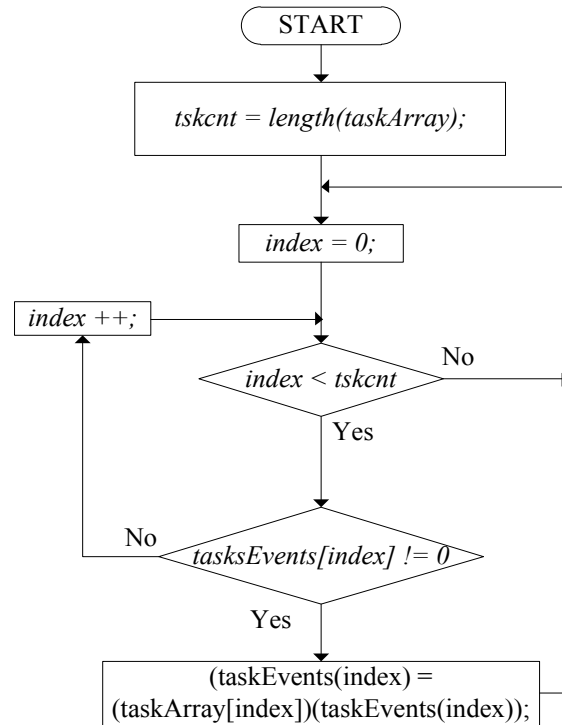 START
tskcnt = length(taskArray);
index = 0;
index ++;
index < tskcnt
No
Yes
No
tasksEvents[index] != 0
Yes
(taskEvents(index) =
(taskArray[index])(taskEvents(index));